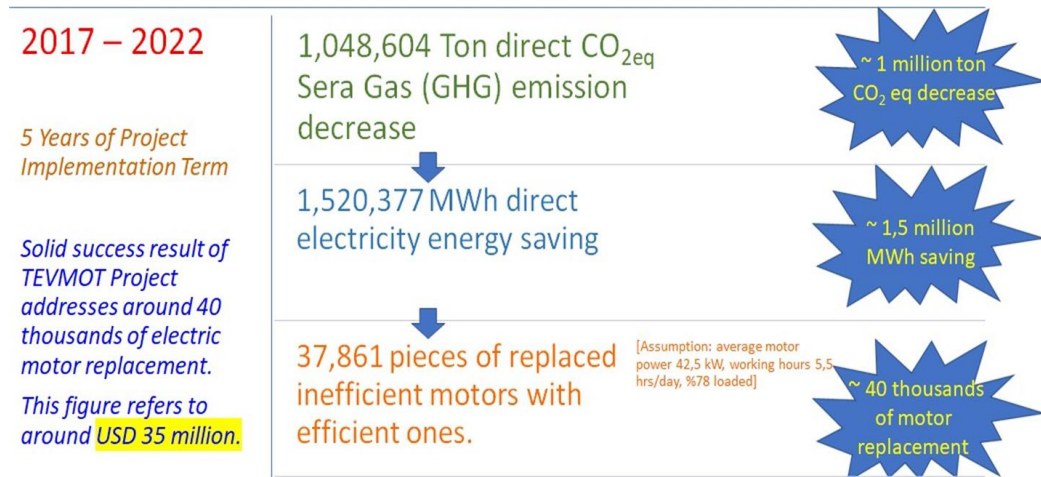 2017 – 2022
5 Years of Project
Implementation Term
Solid success result of
TEVMOT Project
addresses around 40
thousands of electric
motor replacement.
This figure refers to
around USD 35 million.
1,048,604 Ton direct CO2eq
Sera Gas (GHG) emission
decrease
~ 1 million ton
CO2 eq decrease
1,520,377 MWh direct
electricity energy saving
~ 1,5 million
MWh saving
37,861 pieces of replaced
inefficient motors with
efficient ones.
[Assumption: average motor
power 42,5 kW, working hours 5,5
hrs/day, %78 loaded]
~ 40 thousands
of motor
replacement